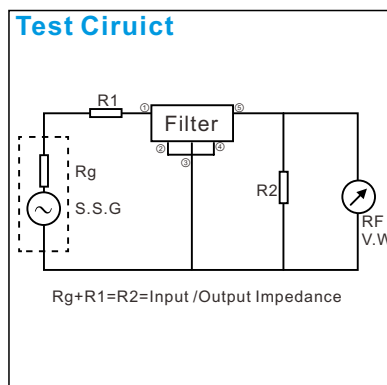 Test Ciruict
R1
① ⑤
Filter
② ④
③
Rg
S.S.G
R2
RF
V.W
Rg+R1=R2=Input /Output Impedance